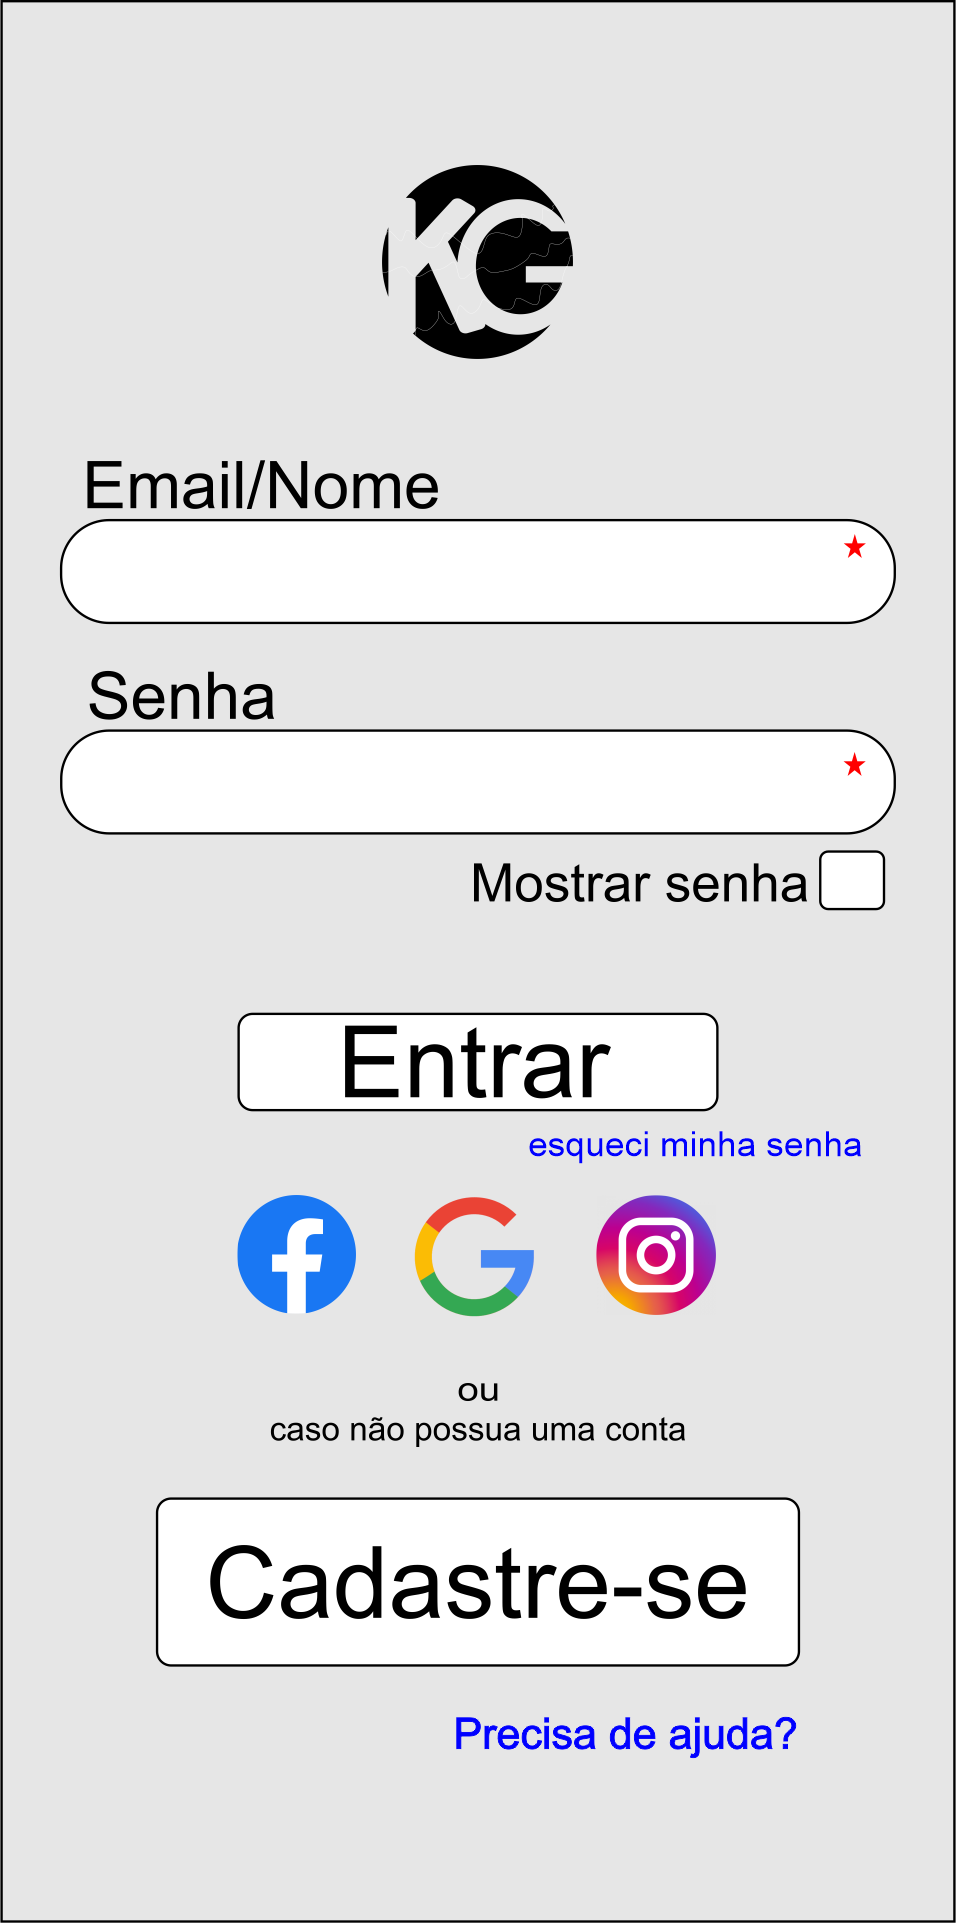 KG
Email/Nome
Senha
Mostrar senha
Entrar
esqueci minha senha
ou
caso não possua uma conta
Cadastre-se
Precisa de ajuda?